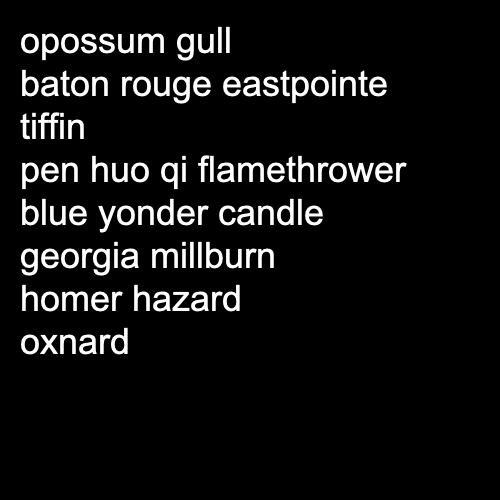 opossum gull
baton rouge eastpointe
tiffin
pen huo qi flamethrower
blue yonder candle
georgia millburn
homer hazard
oxnard